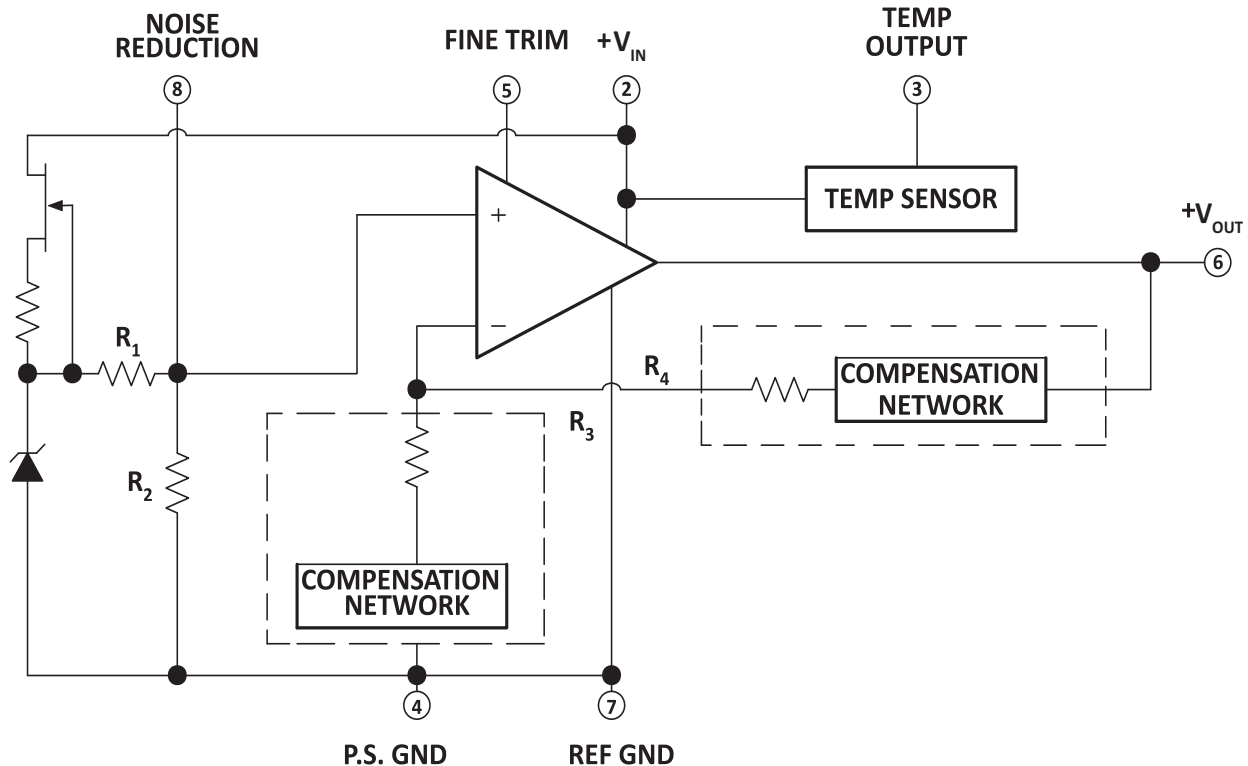 NOISE
REDUCTION
FINE TRIM
+VIN
TEMP
OUTPUT
8
5
2
3
TEMP SENSOR
+
+VOUT
6
−
R1
R4
COMPENSATION
NETWORK
R3
R2
COMPENSATION
NETWORK
4
7
P.S. GND
REF GND